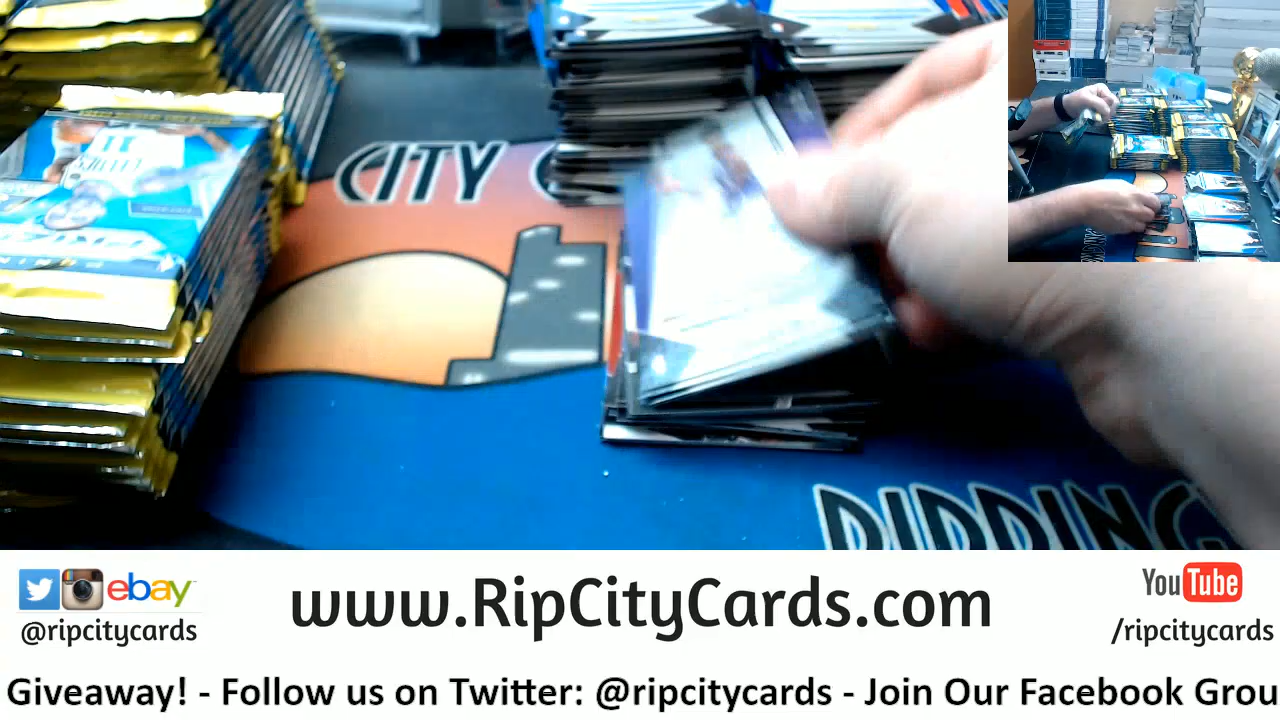 CITY C
RIPPING
ebay
@ripcitycards
www.RipCityCards.com
YouTube
/ripcitycards
Giveaway! - Follow us on Twitter: @ripcitycards - Join Our Facebook Grou